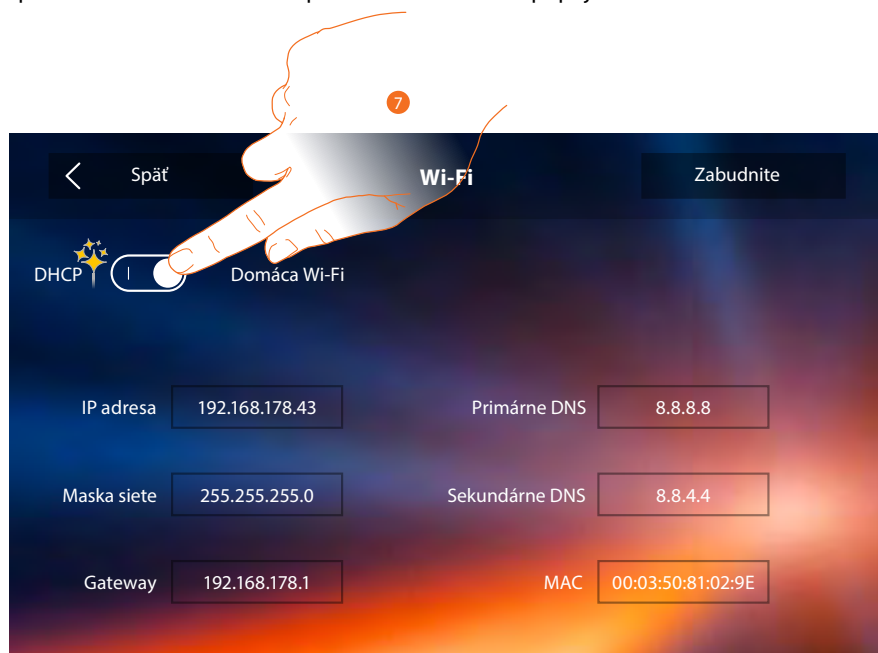 7
Späť
Wi-Fi
Zabudnite
DHCP
Domáca Wi-Fi
IP adresa 192.168.178.43
Primárne DNS 8.8.8.8
Maska siete 255.255.255.0
Sekundárne DNS 8.8.4.4
Gateway 192.168.178.1
MAC 00:03:50:81:02:9E